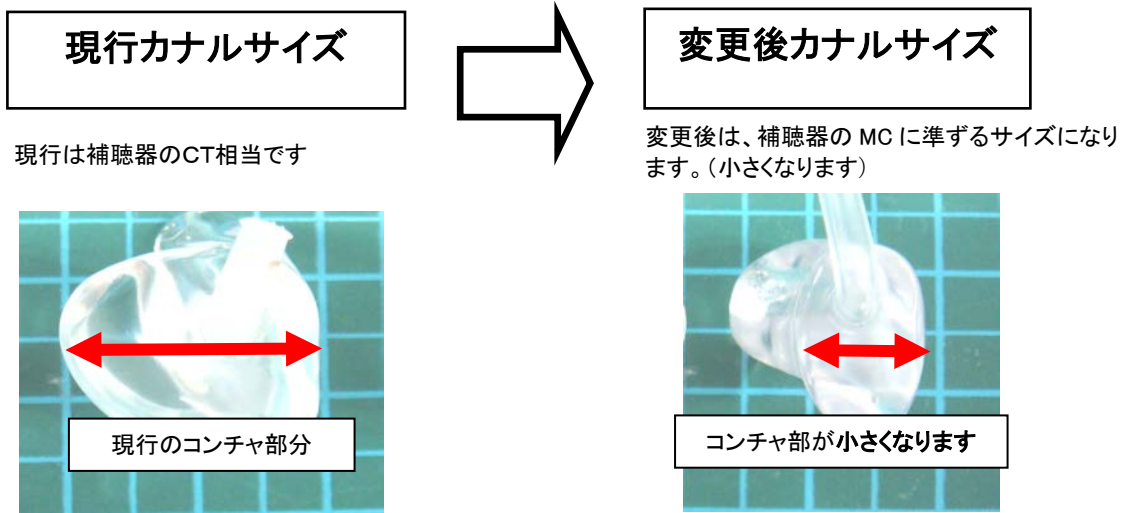 現行カナルサイズ
変更後カナルサイズ
現行は補聴器のCT相当です
変更後は、補聴器の MC に準ずるサイズになり
ます。（小さくなります）
現行のコンチャ部分
コンチャ部が小さくなります